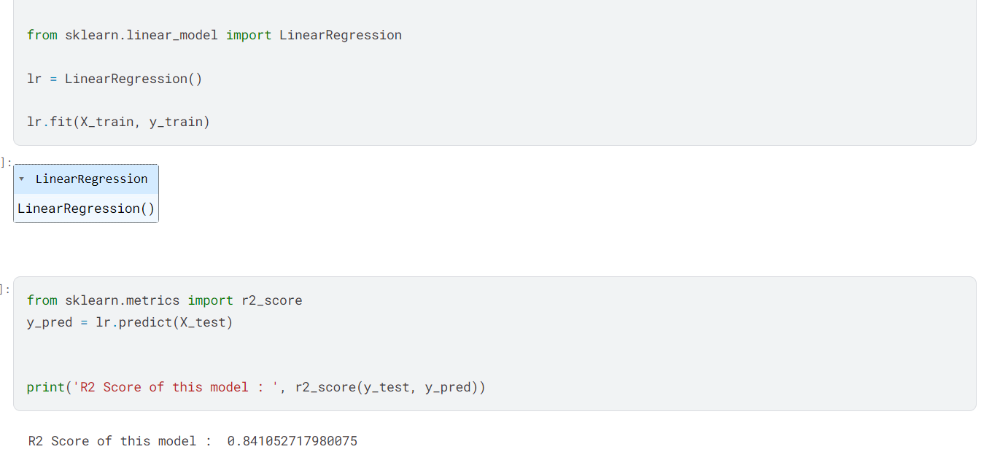 from sklearn.linear_model import LinearRegression
lr = LinearRegression()
lr.fit(X_train, y_train)
]:
▾ LinearRegression
LinearRegression()
]:
from sklearn.metrics import r2_score
y_pred = lr.predict(X_test)
print('R2 Score of this model : ', r2_score(y_test, y_pred))
R2 Score of this model :  0.841052717980075